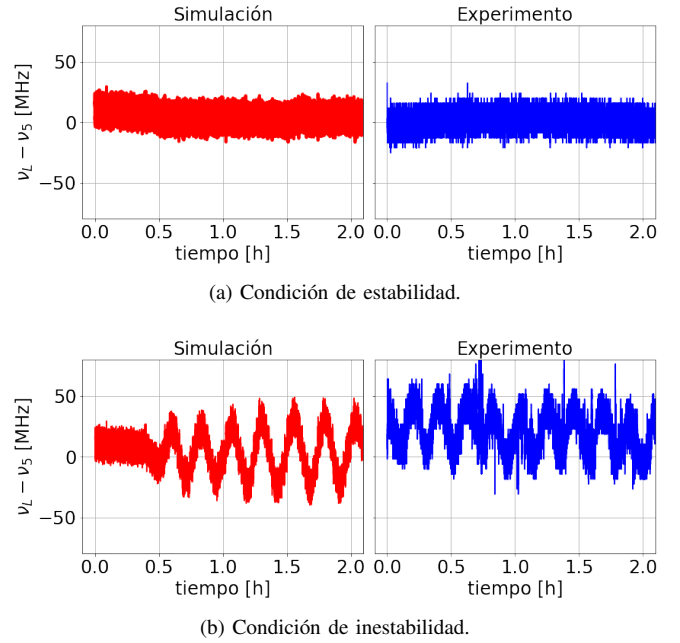 Simulación Experimento
ν_L − ν_5 [MHz]
50
0
−50
0.0 0.5 1.0 1.5 2.0 0.0 0.5 1.0 1.5 2.0
tiempo [h] tiempo [h]
(a) Condición de estabilidad.
Simulación Experimento
ν_L − ν_5 [MHz]
50
0
−50
0.0 0.5 1.0 1.5 2.0 0.0 0.5 1.0 1.5 2.0
tiempo [h] tiempo [h]
(b) Condición de inestabilidad.